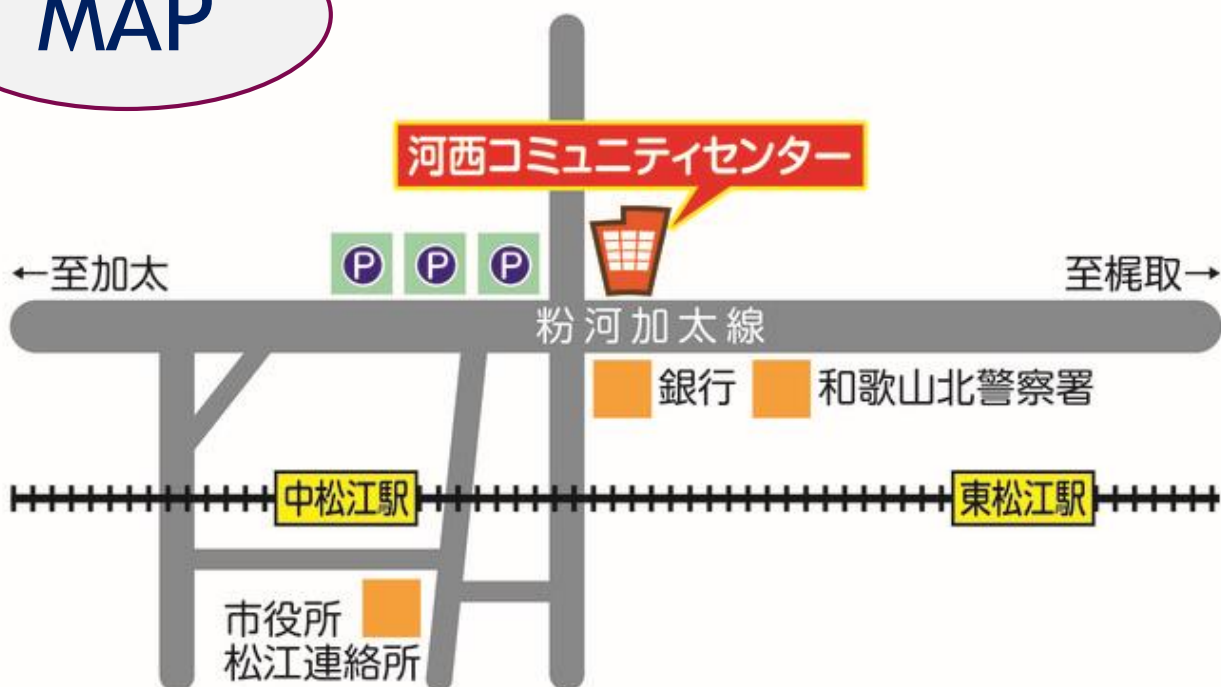 MAP
河西コミュニティセンター
P P P
←至加太
至梶取→
粉河加太線
銀行
和歌山北警察署
中松江駅
東松江駅
市役所
松江連絡所